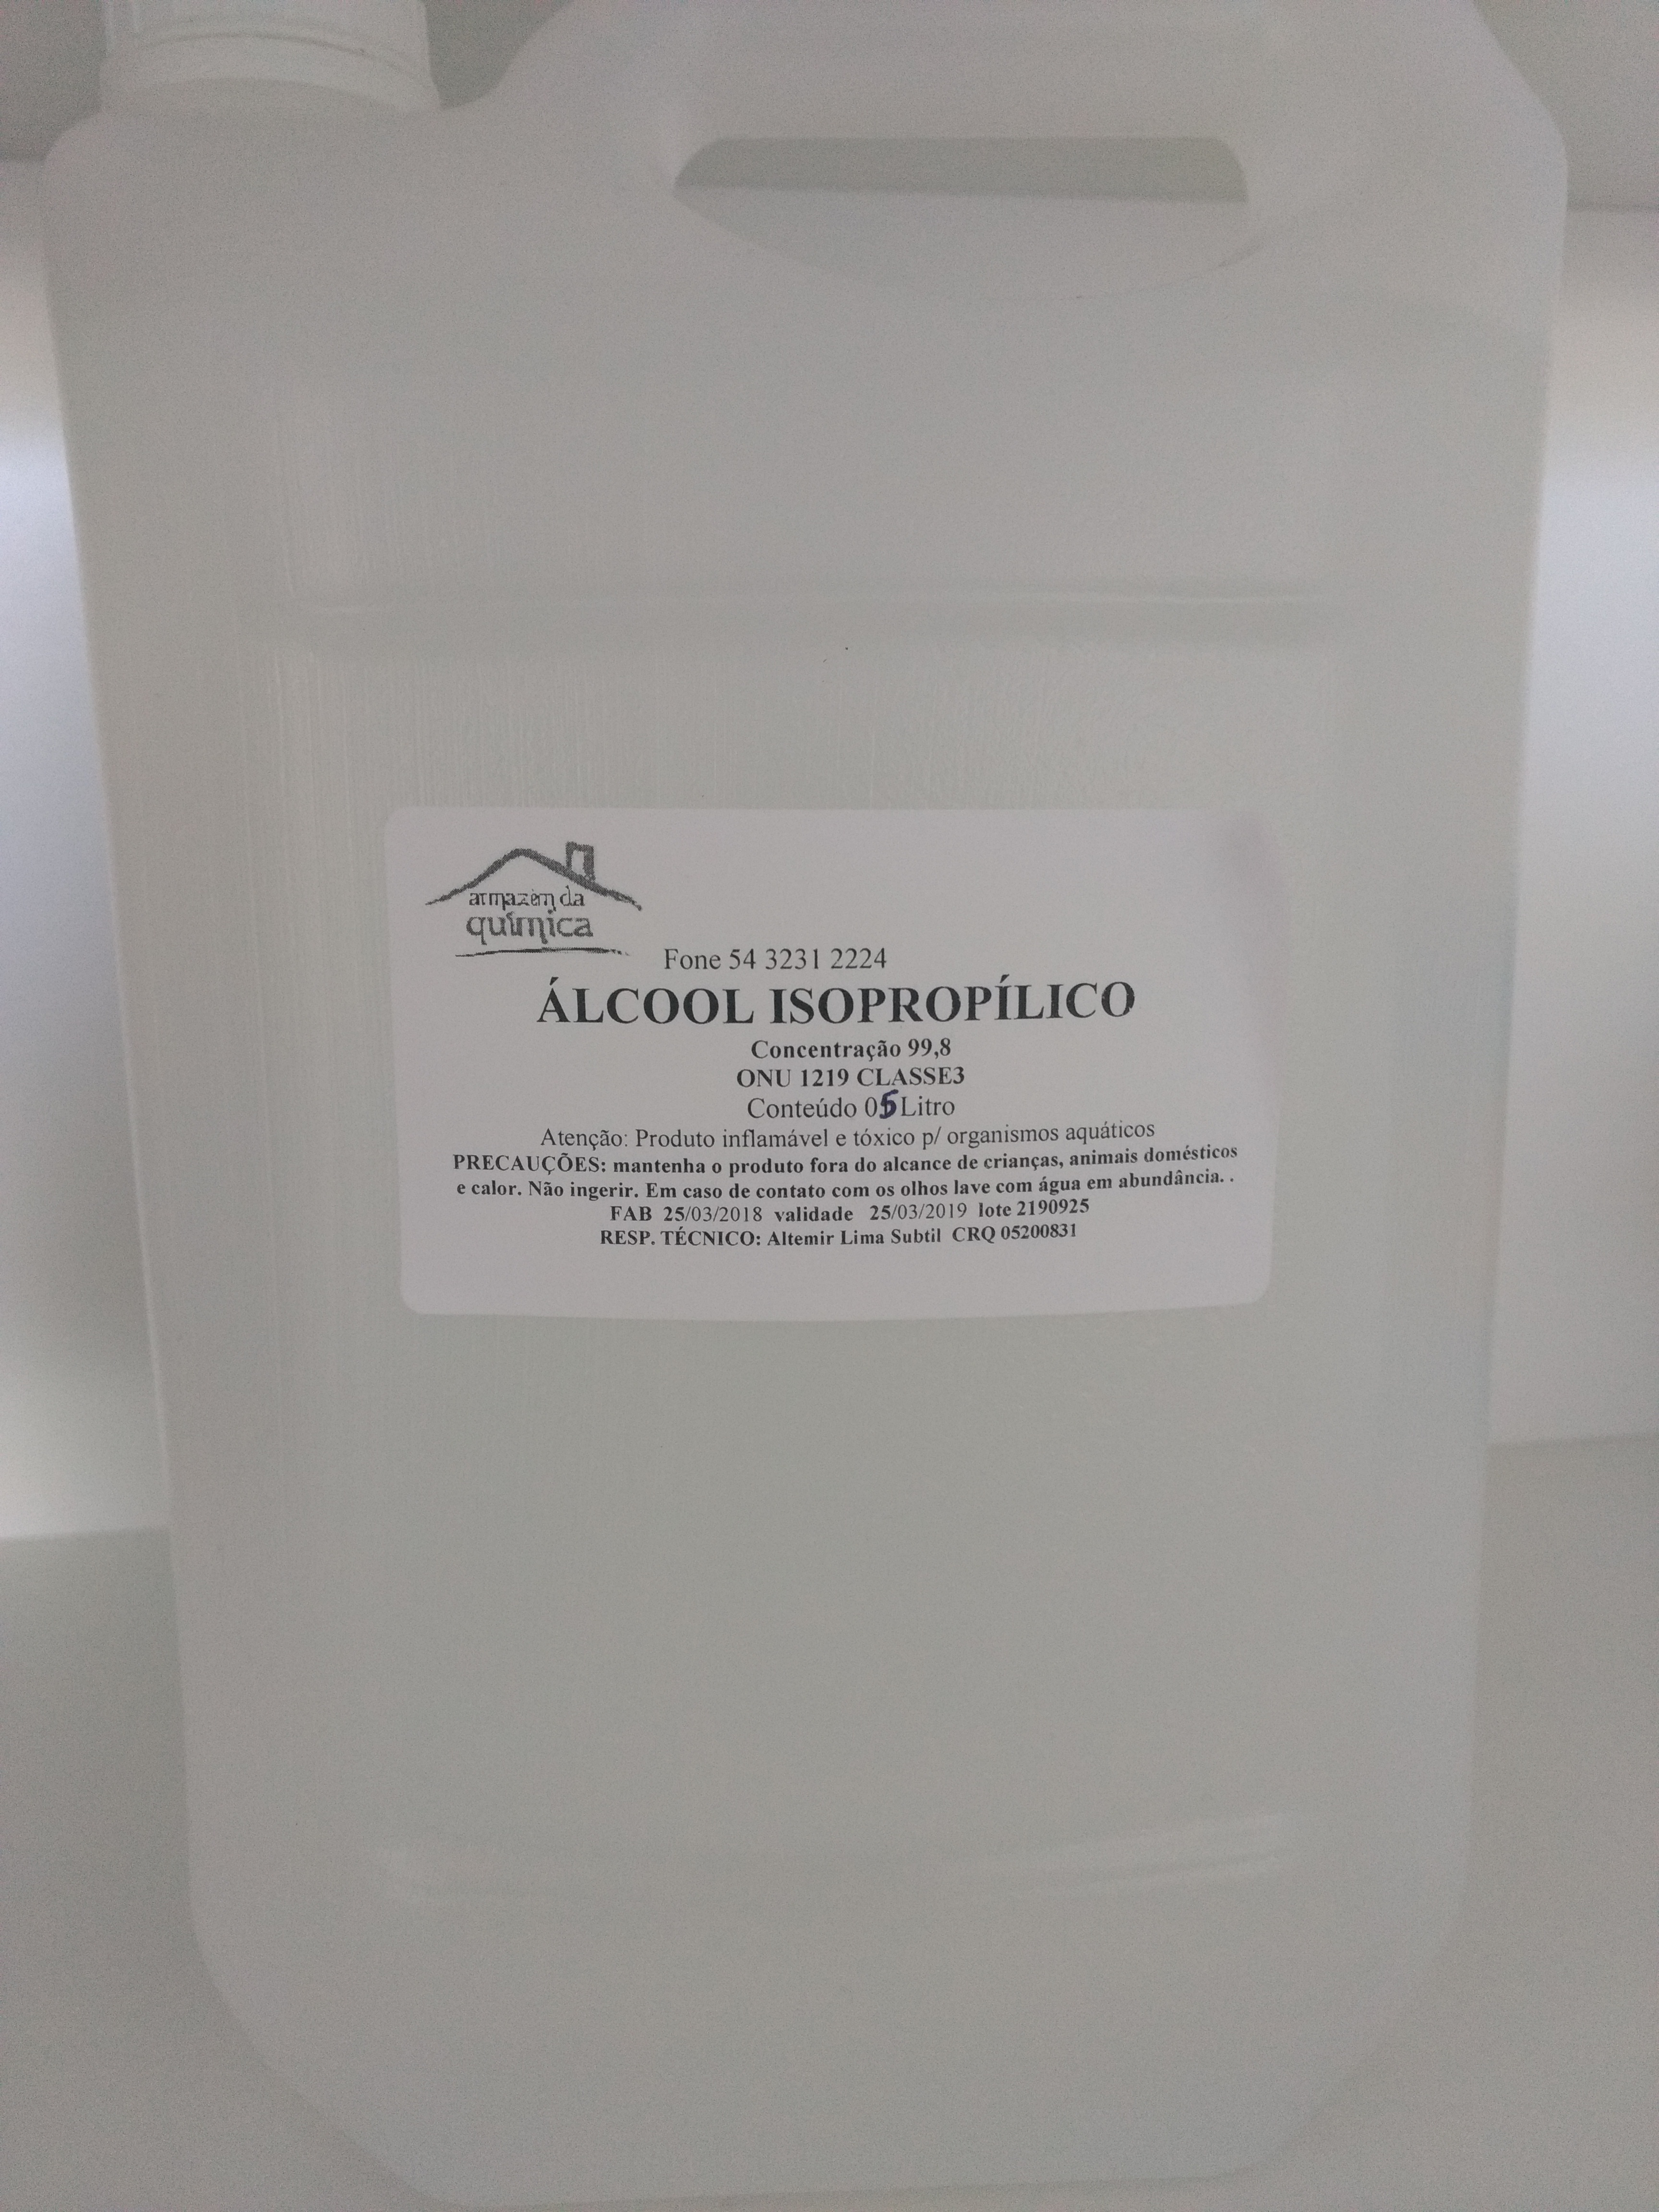 armazém da
química
Fone 54 3231 2224
ÁLCOOL ISOPROPÍLICO
Concentração 99,8
ONU 1219 CLASSE3
Conteúdo 05 Litro
Atenção: Produto inflamável e tóxico p/ organismos aquáticos
PRECAUÇÕES: mantenha o produto fora do alcance de crianças, animais domésticos
e calor. Não ingerir. Em caso de contato com os olhos lave com água em abundância. .
FAB 25/03/2018 validade 25/03/2019 lote 2190925
RESP. TÉCNICO: Altemir Lima Subtil CRQ 05200831